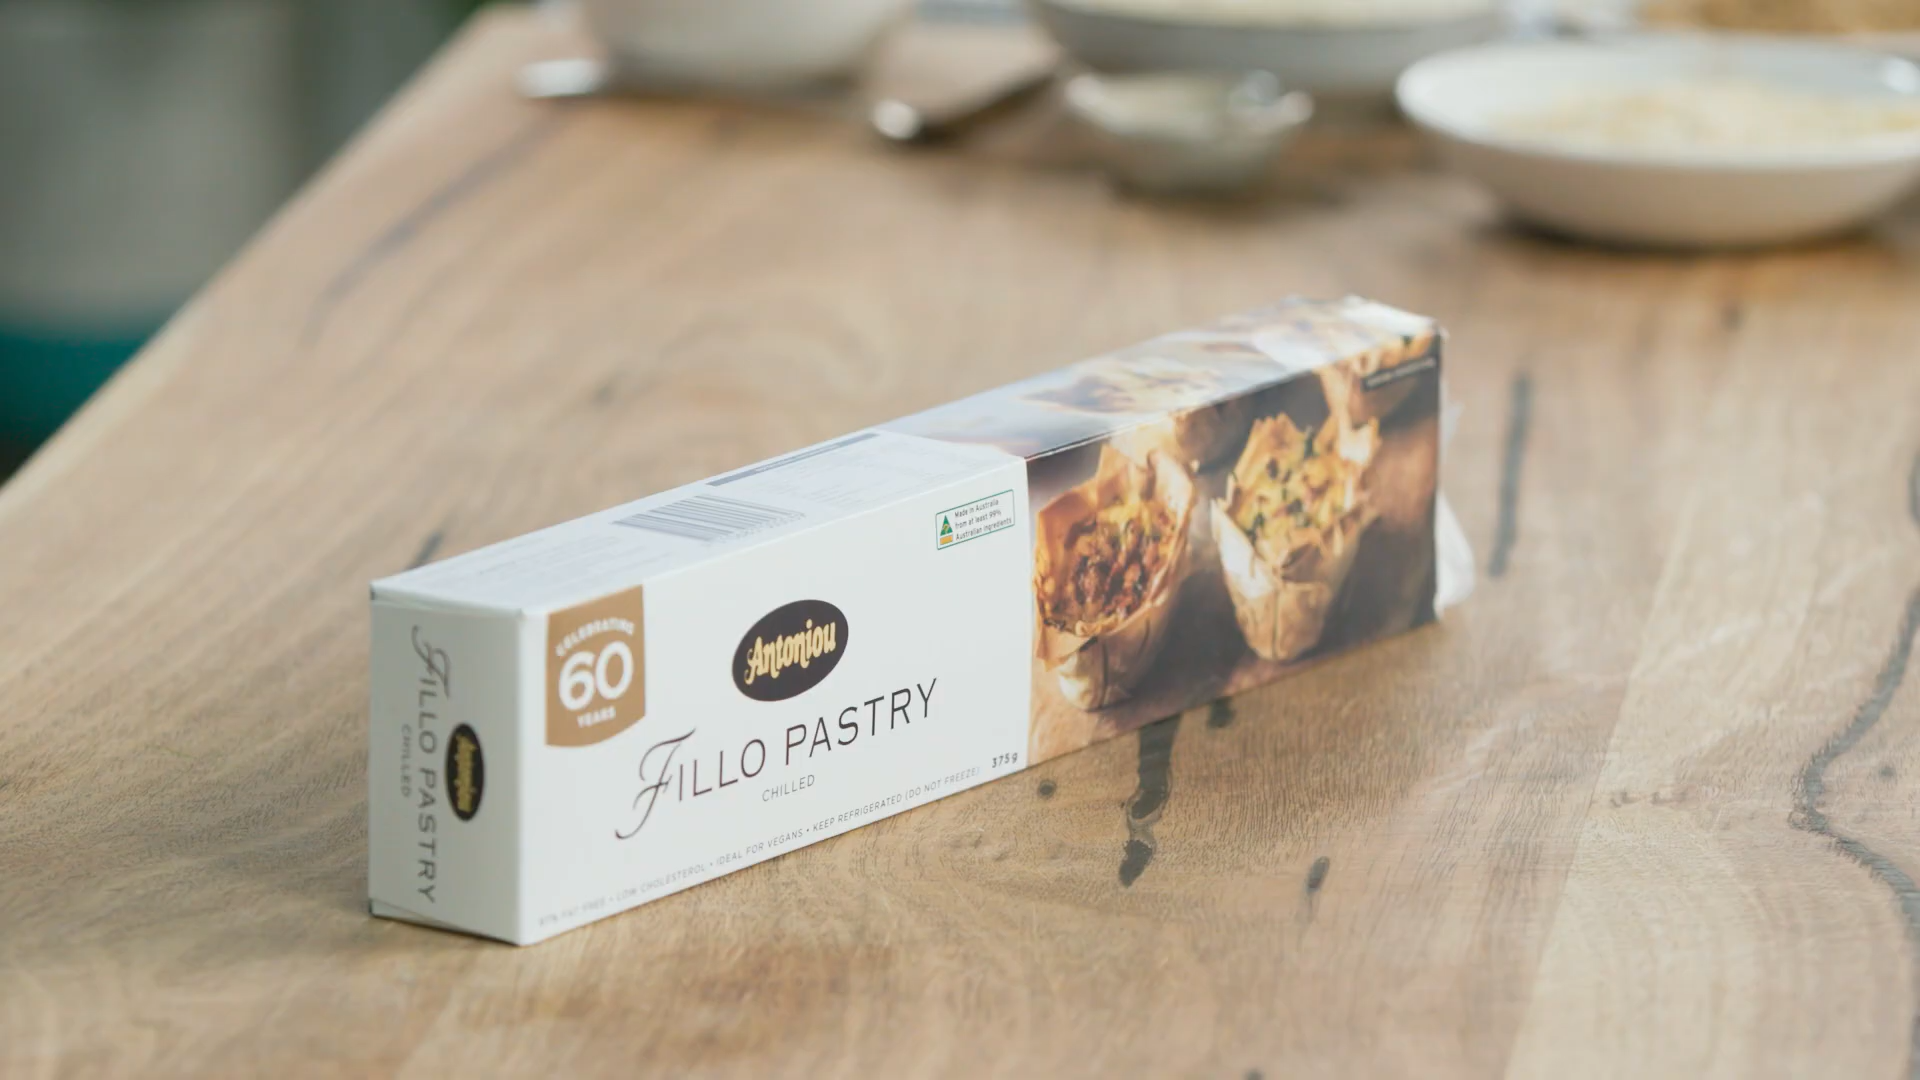 CELEBRATING
60
YEARS
Antoniou
FILLO PASTRY
CHILLED
97% FAT FREE • LOW CHOLESTEROL • IDEAL FOR VEGANS • KEEP REFRIGERATED (DO NOT FREEZE)
375g
Made in Australia
from at least 99%
Australian ingredients
FILLO PASTRY
CHILLED
Antoniou